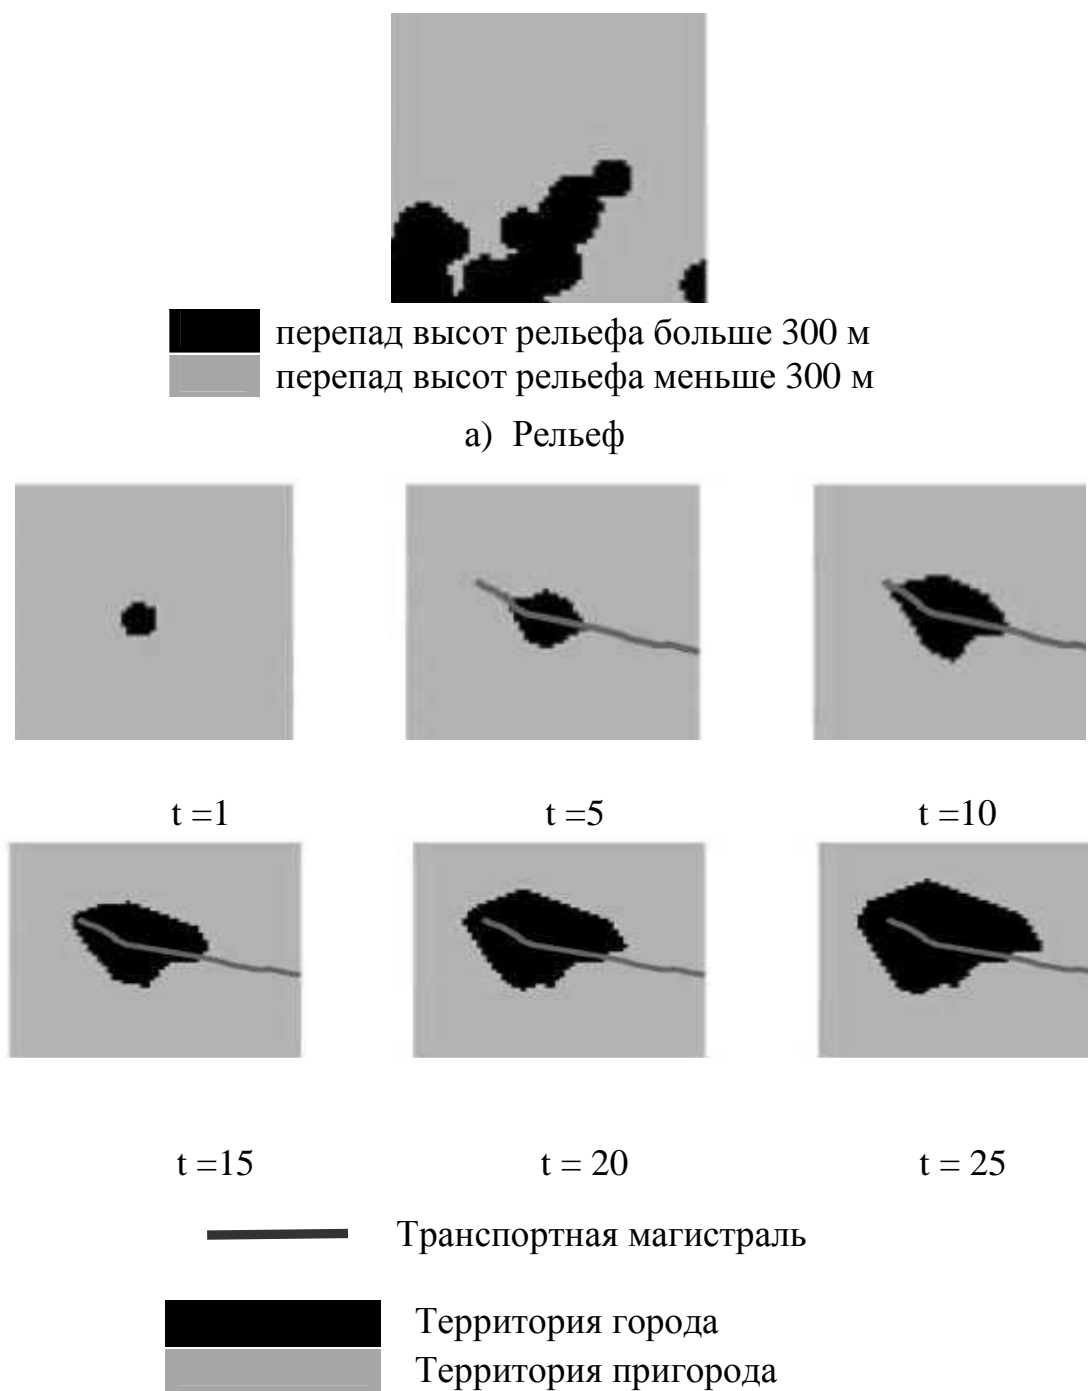 перепад высот рельефа больше 300 м
перепад высот рельефа меньше 300 м
а) Рельеф
t =1 t =5 t =10
t =15 t = 20 t = 25
Транспортная магистраль
Территория города
Территория пригорода